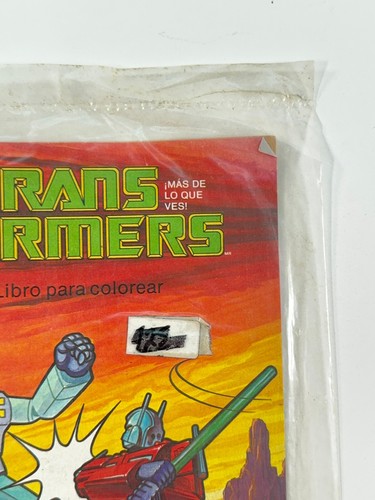 RANS
¡MÁS DE
LO QUE
VES!
RMERS
Libro para colorear